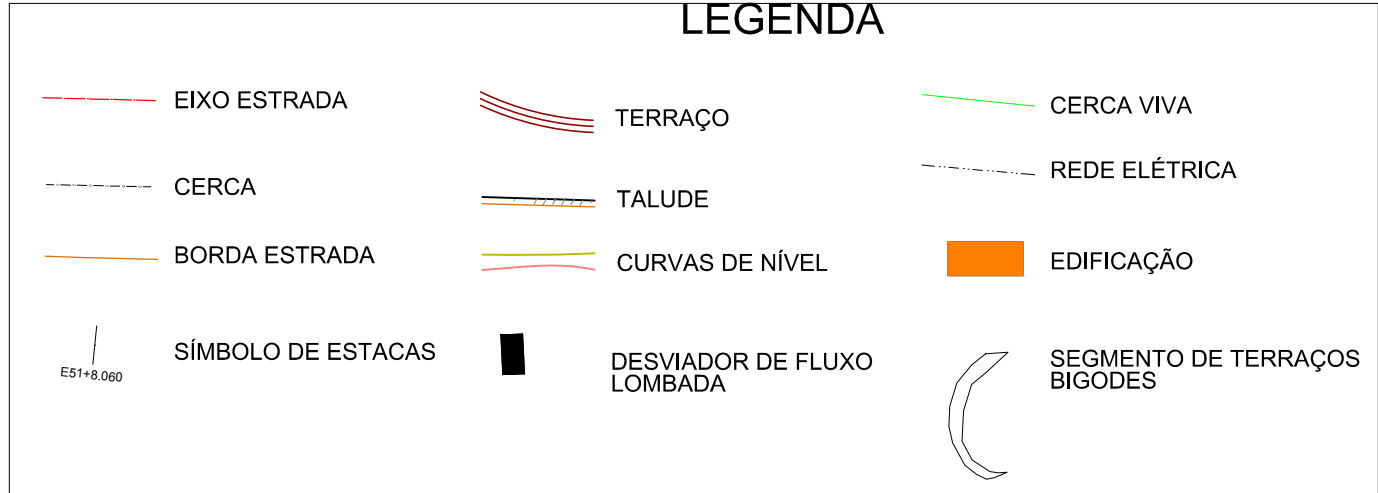 LEGENDA
EIXO ESTRADA
TERRAÇO
CERCA VIVA
CERCA
TALUDE
REDE ELÉTRICA
BORDA ESTRADA
CURVAS DE NÍVEL
EDIFICAÇÃO
E51+8.060
SÍMBOLO DE ESTACAS
DESVIADOR DE FLUXO
LOMBADA
SEGMENTO DE TERRAÇOS
BIGODES